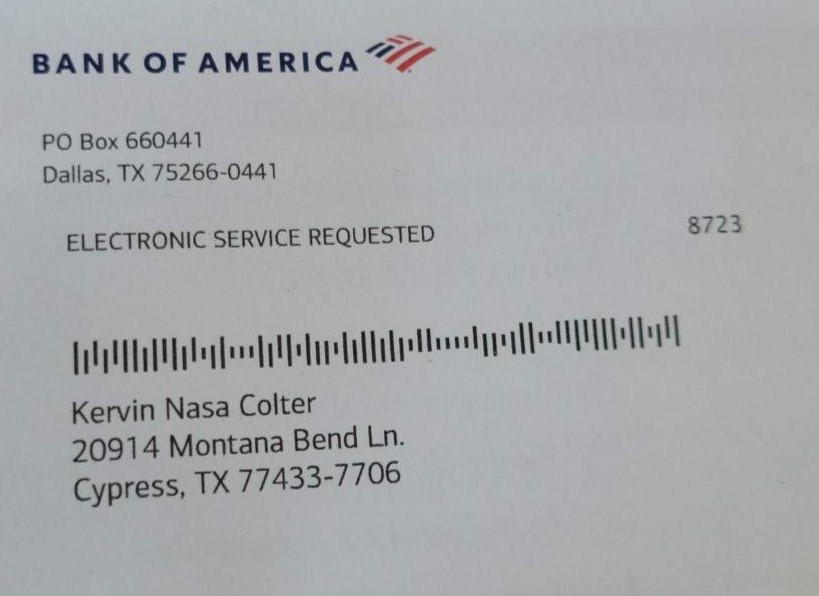 BANK OF AMERICA
PO Box 660441
Dallas, TX 75266-0441
ELECTRONIC SERVICE REQUESTED 8723
Kervin Nasa Colter
20914 Montana Bend Ln.
Cypress, TX 77433-7706